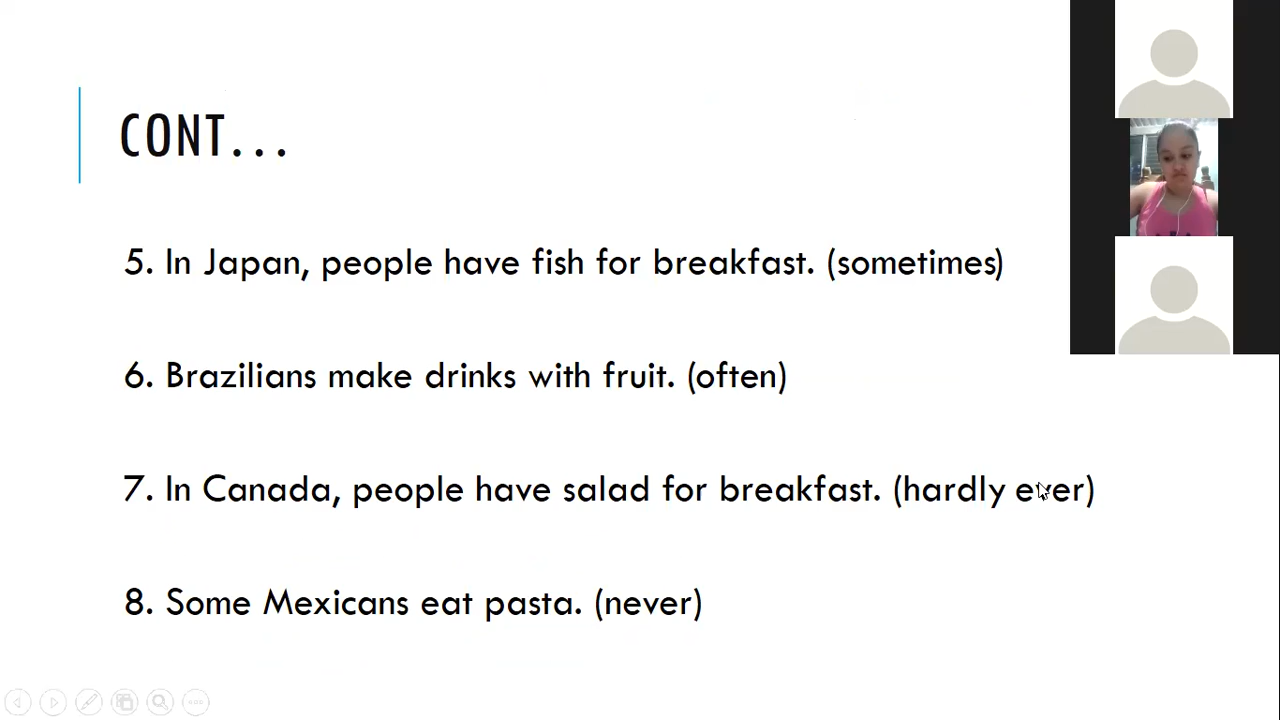 CONT...
5. In Japan, people have fish for breakfast. (sometimes)
6. Brazilians make drinks with fruit. (often)
7. In Canada, people have salad for breakfast. (hardly ever)
8. Some Mexicans eat pasta. (never)